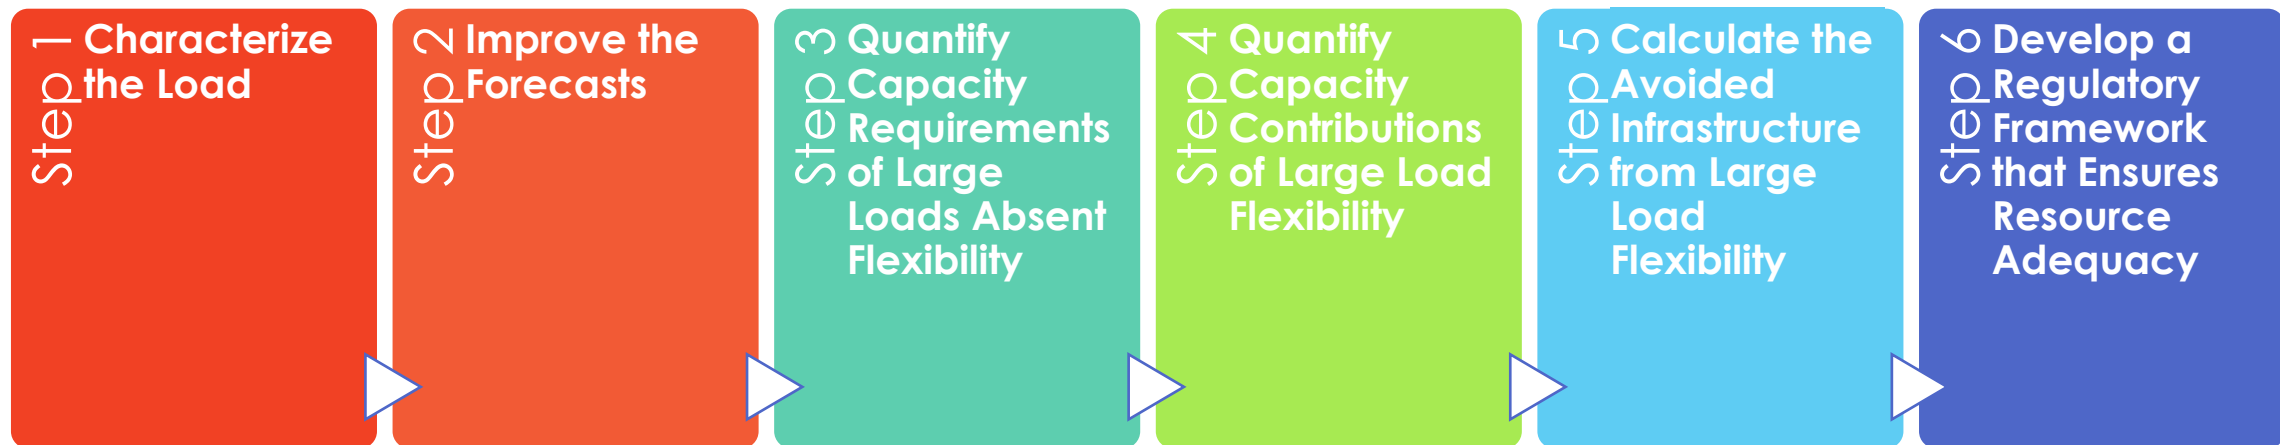 Step 1
Characterize
the Load
Step 2
Improve the
Forecasts
Step 3
Quantify
Capacity
Requirements
of Large
Loads Absent
Flexibility
Step 4
Quantify
Capacity
Contributions
of Large Load
Flexibility
Step 5
Calculate the
Avoided
Infrastructure
from Large
Load
Flexibility
Step 6
Develop a
Regulatory
Framework
that Ensures
Resource
Adequacy